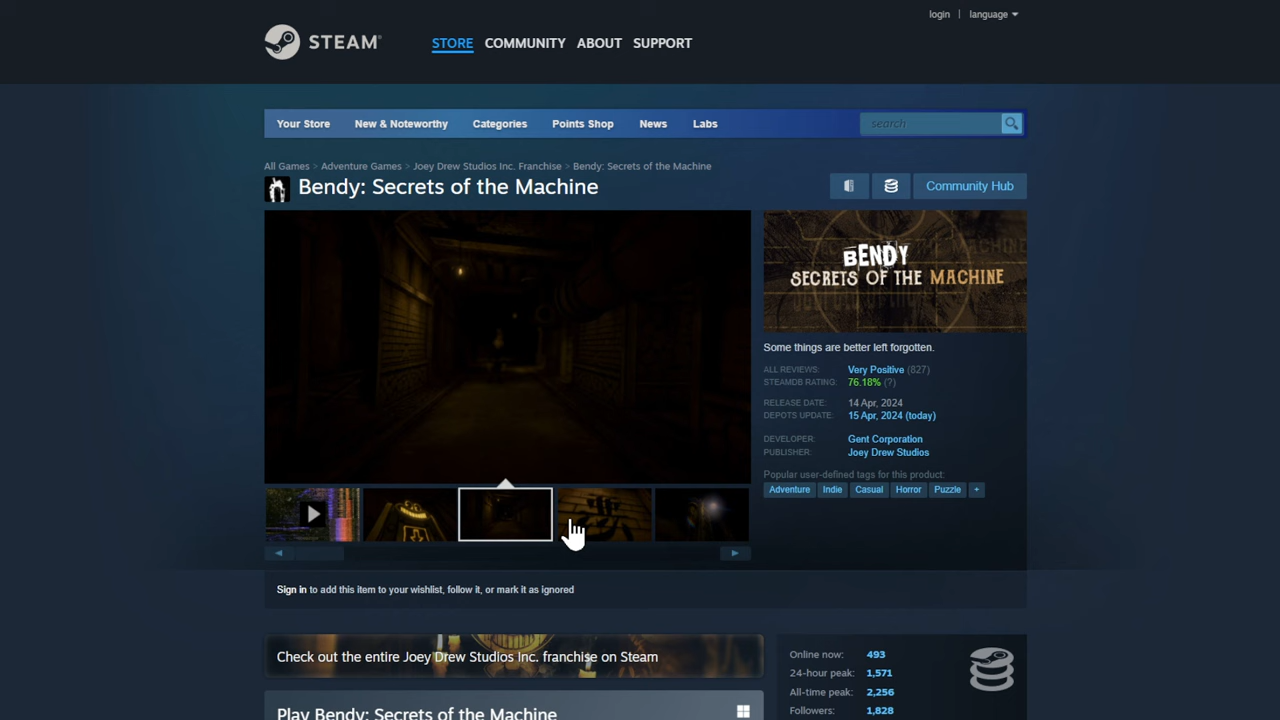 login | language
STEAM®
STORE COMMUNITY ABOUT SUPPORT
Your Store New & Noteworthy Categories Points Shop News Labs
search
All Games > Adventure Games > Joey Drew Studios Inc. Franchise > Bendy: Secrets of the Machine
Bendy: Secrets of the Machine
Community Hub
BENDY
SECRETS OF THE MACHINE
Some things are better left forgotten.
ALL REVIEWS: Very Positive (827)
STEAMDB RATING: 76.18% (?)
RELEASE DATE: 14 Apr, 2024
DEPOTS UPDATE: 15 Apr, 2024 (today)
DEVELOPER: Gent Corporation
PUBLISHER: Joey Drew Studios
Popular user-defined tags for this product:
Adventure Indie Casual Horror Puzzle +
Sign in to add this item to your wishlist, follow it, or mark it as ignored
Check out the entire Joey Drew Studios Inc. franchise on Steam
Online now: 493
24-hour peak: 1,571
All-time peak: 2,256
Followers: 1,828
Play Bendy: Secrets of the Machine